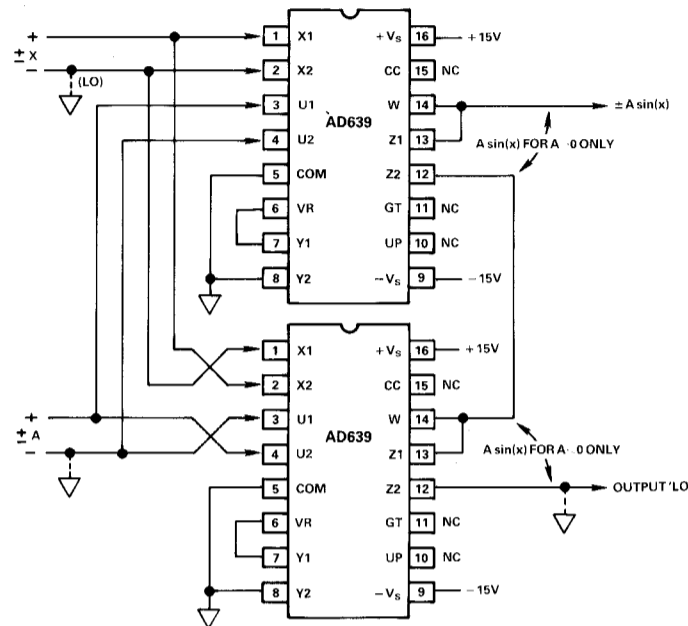 +
± X
-
(LO)
1 X1
2 X2
3 U1
4 U2
5 COM
6 VR
7 Y1
8 Y2
AD639
+VS 16 +15V
CC 15 NC
W 14
Z1 13
Z2 12
GT 11 NC
UP 10 NC
-VS 9 -15V
± A sin(x)
A sin(x) FOR A 0 ONLY
1 X1
2 X2
3 U1
4 U2
5 COM
6 VR
7 Y1
8 Y2
AD639
+VS 16 +15V
CC 15 NC
W 14
Z1 13
Z2 12
GT 11 NC
UP 10 NC
-VS 9 -15V
+
± A
-
A sin(x) FOR A 0 ONLY
OUTPUT 'LO